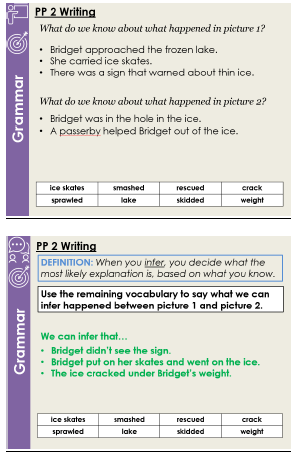 PP 2 Writing
What do we know about what happened in picture 1?
• Bridget approached the frozen lake.
• She carried ice skates.
• There was a sign that warned about thin ice.
What do we know about what happened in picture 2?
• Bridget was in the hole in the ice.
• A passerby helped Bridget out of the ice.
Grammar
ice skates smashed rescued crack
sprawled lake skidded weight
PP 2 Writing
DEFINITION: When you infer, you decide what the
most likely explanation is, based on what you know.
Use the remaining vocabulary to say what we can
infer happened between picture 1 and picture 2.
Grammar
We can infer that…
• Bridget didn't see the sign.
• Bridget put on her skates and went on the ice.
• The ice cracked under Bridget's weight.
ice skates smashed rescued crack
sprawled lake skidded weight